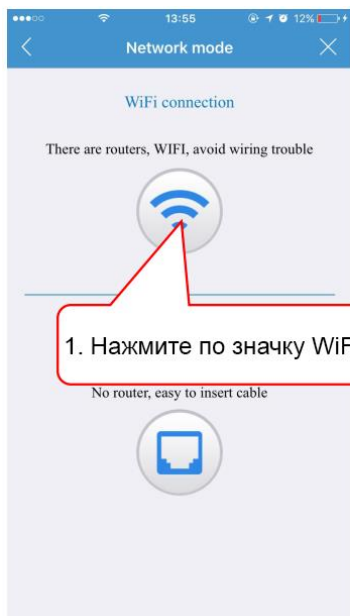 13:55
12%
Network mode
WiFi connection
There are routers, WIFI, avoid wiring trouble
1. Нажмите по значку WiF
No router, easy to insert cable